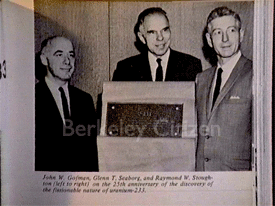 93
Berkeley Citizen
John W. Gofman, Glenn T. Seaborg, and Raymond W. Stough-
ton (left to right) on the 25th anniversary of the discovery of
the fissionable nature of uranium-233.